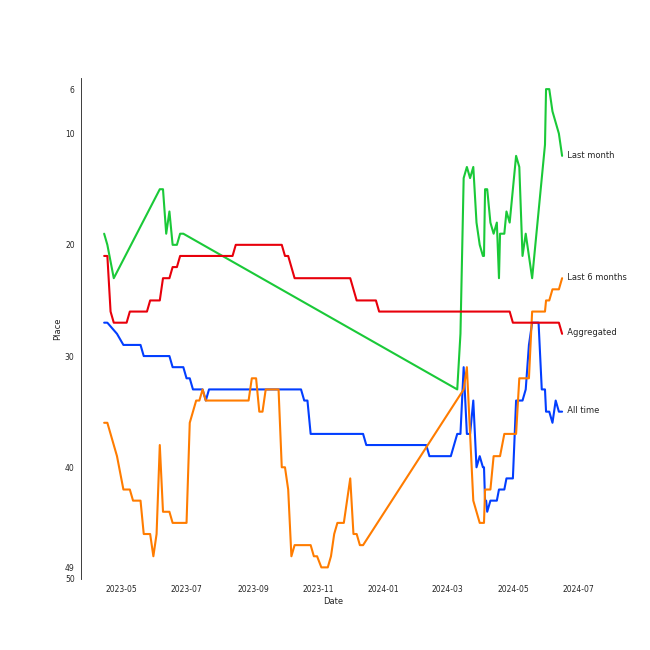 6
10
20
30
40
49
50
Place
2023-05
2023-07
2023-09
2023-11
2024-01
2024-03
2024-05
2024-07
Date
Last month
Last 6 months
Aggregated
All time